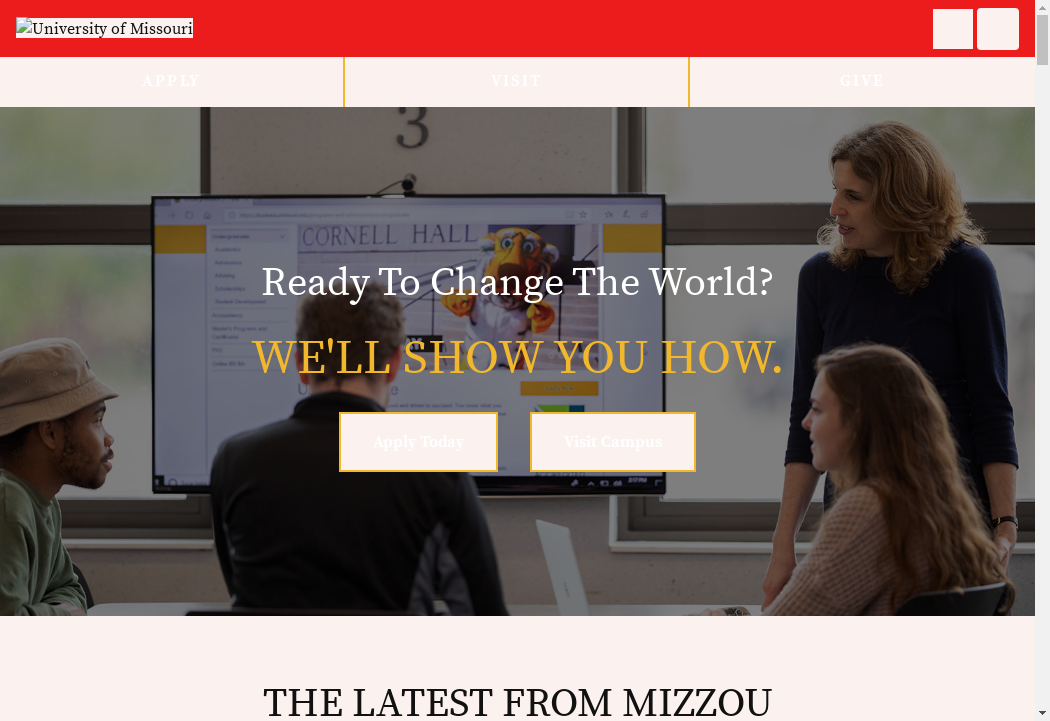 University of Missouri
APPLY
VISIT
GIVE
3
CORNELL HALL
Ready To Change The World?
WE'LL SHOW YOU HOW.
Apply Today
Visit Campus
THE LATEST FROM MIZZOU